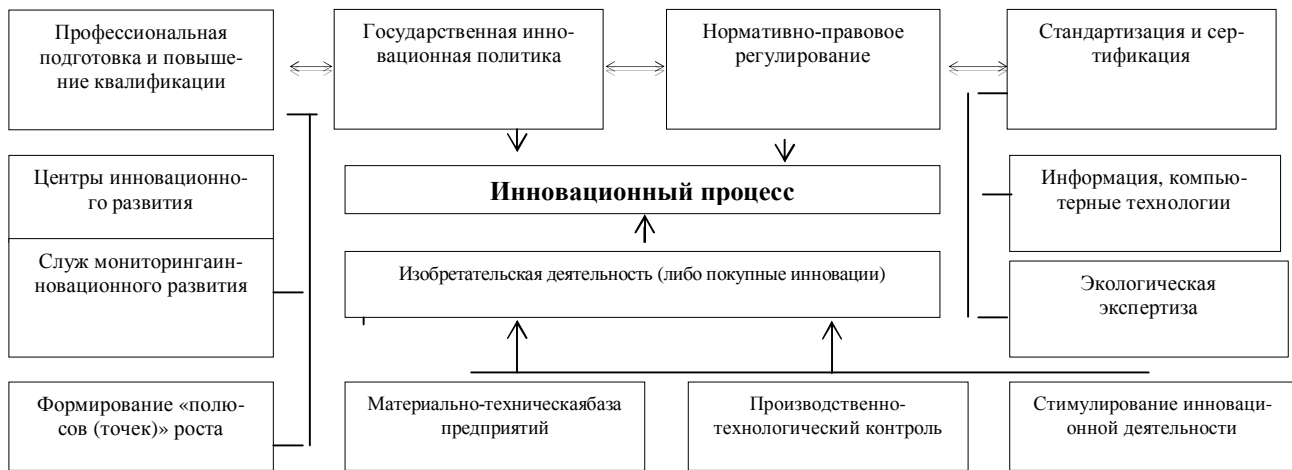 Профессиональная
подготовка и повыше-
ние квалификации
Государственная инно-
вационная политика
Нормативно-правовое
регулирование
Стандартизация и сер-
тификация
Центры инновационно-
го развития
Инновационный процесс
Информация, компью-
терные технологии
Служ мониторингаин-
новационного развития
Изобретательская деятельность (либо покупные инновации)
Экологическая
экспертиза
Формирование «полю-
сов (точек)» роста
Материально-техническаябаза
предприятий
Производственно-
технологический контроль
Стимулирование инноваци-
онной деятельности